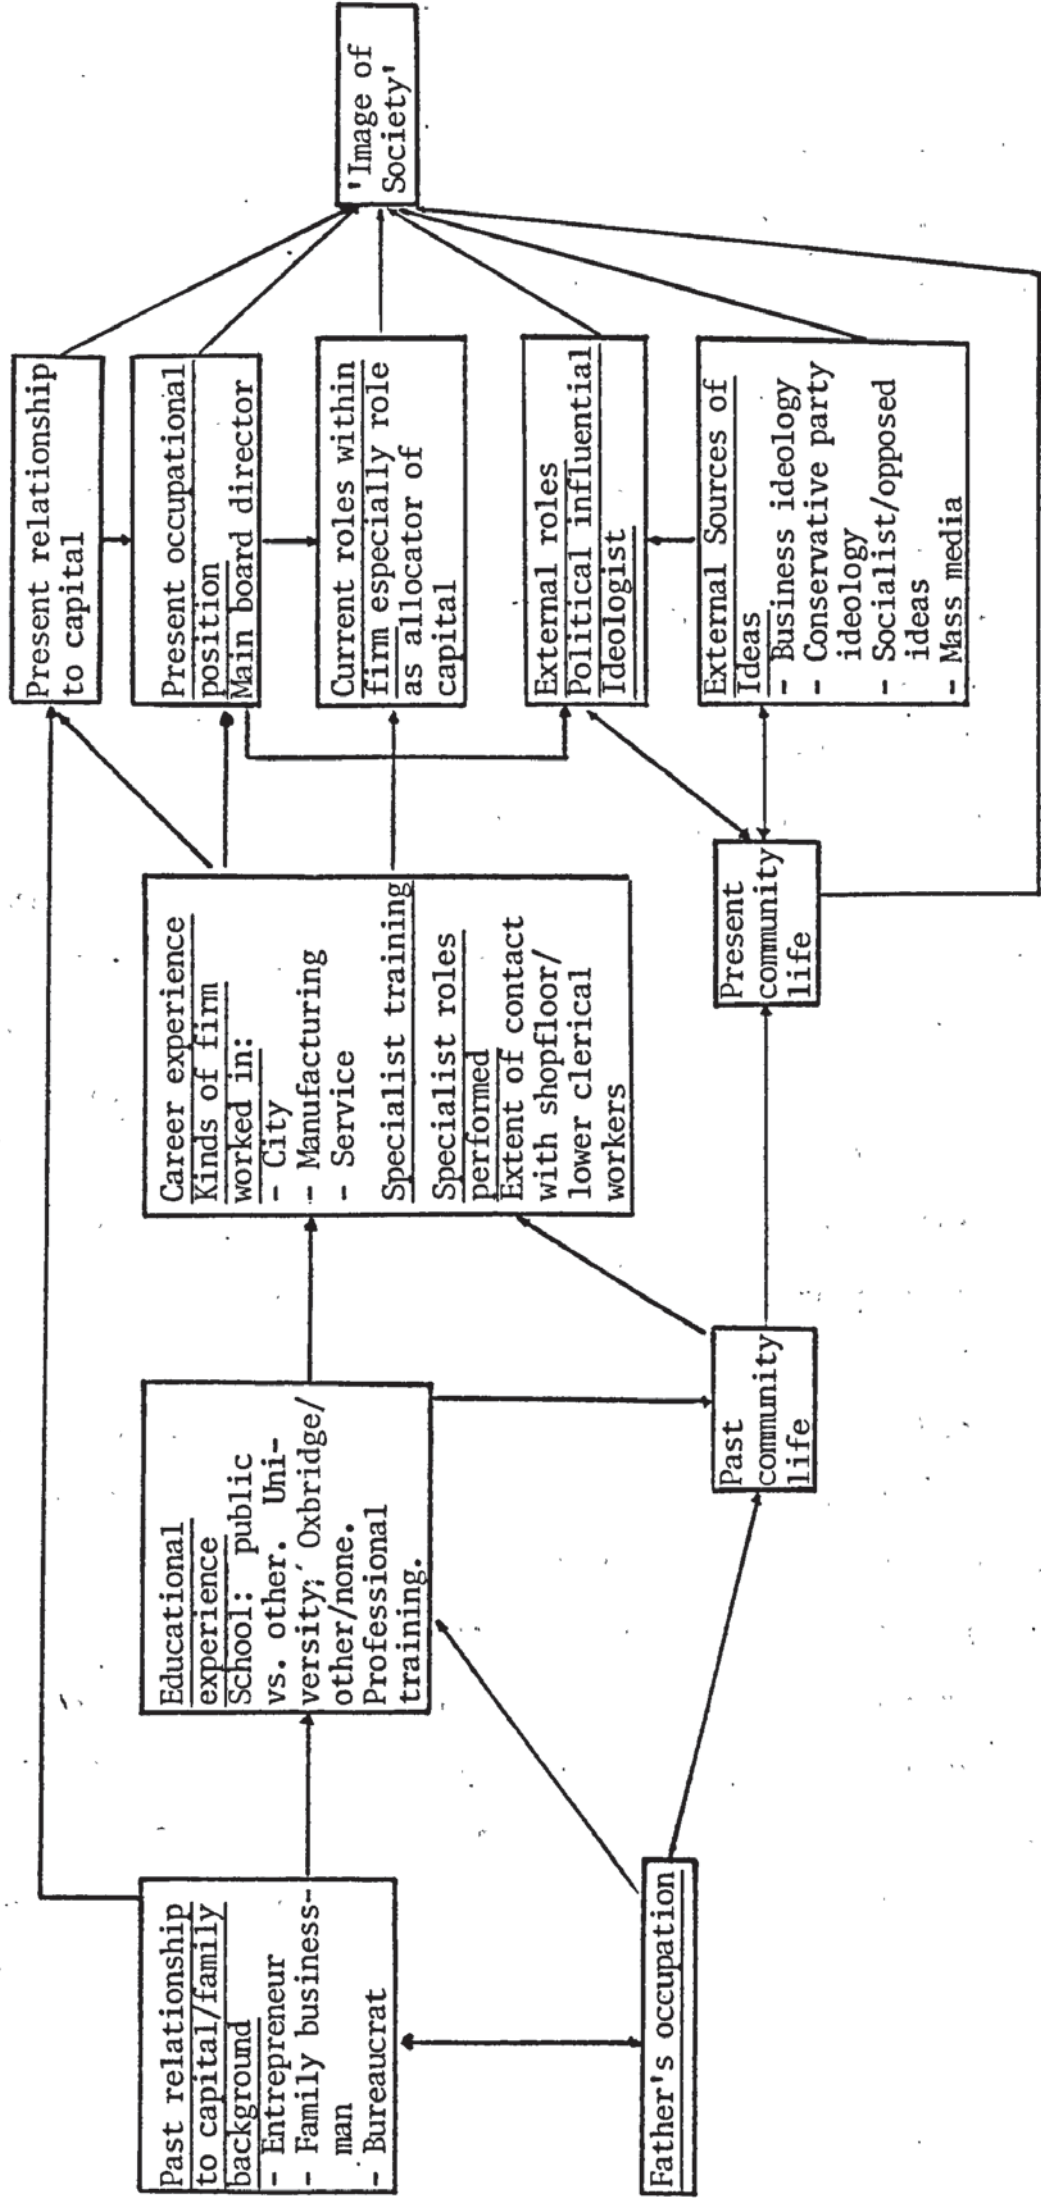 Past relationship
to capital/family
background
- Entrepreneur
- Family business-
man
- Bureaucrat
Father's occupation
Educational
experience
School: public
vs. other. Uni-
versity; Oxbridge/
other/none.
Professional
training.
Past
community
life
Career experience
Kinds of firm
worked in:
- City
- Manufacturing
- Service
Specialist training
Specialist roles
performed
Extent of contact
with shopfloor/
lower clerical
workers
Present
community
life
Present relationship
to capital
Present occupational
position
Main board director
Current roles within
firm especially role
as allocator of
capital
External roles
Political influential
Ideologist
External Sources of
Ideas
- Business ideology
- Conservative party
ideology
- Socialist/opposed
ideas
- Mass media
'Image of
Society'